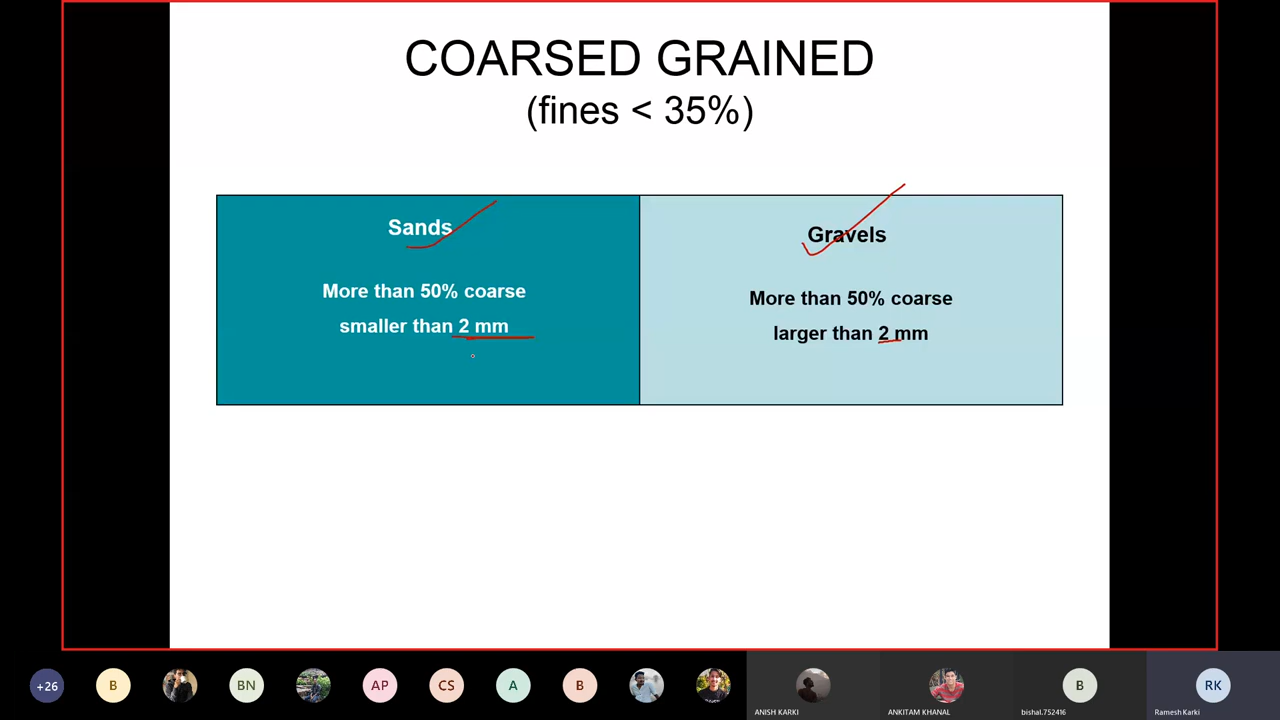 COARSED GRAINED
(fines < 35%)
Sands
More than 50% coarse
smaller than 2 mm
Gravels
More than 50% coarse
larger than 2 mm
+26
B
BN
AP
CS
A
B
B
RK
ANISH KARKI
ANKITAM KHANAL
bishal.752416
Ramesh Karki